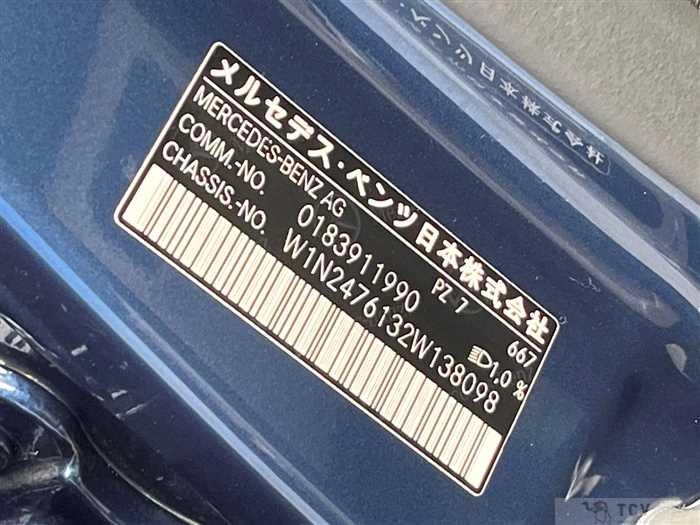 メルセデス・ベンツ日本株式会社
MERCEDES-BENZ AG
667
COMM.-NO. 0183911990 PZ 7
1.0 %
CHASSIS.-NO. W1N2476132W138098
TCV